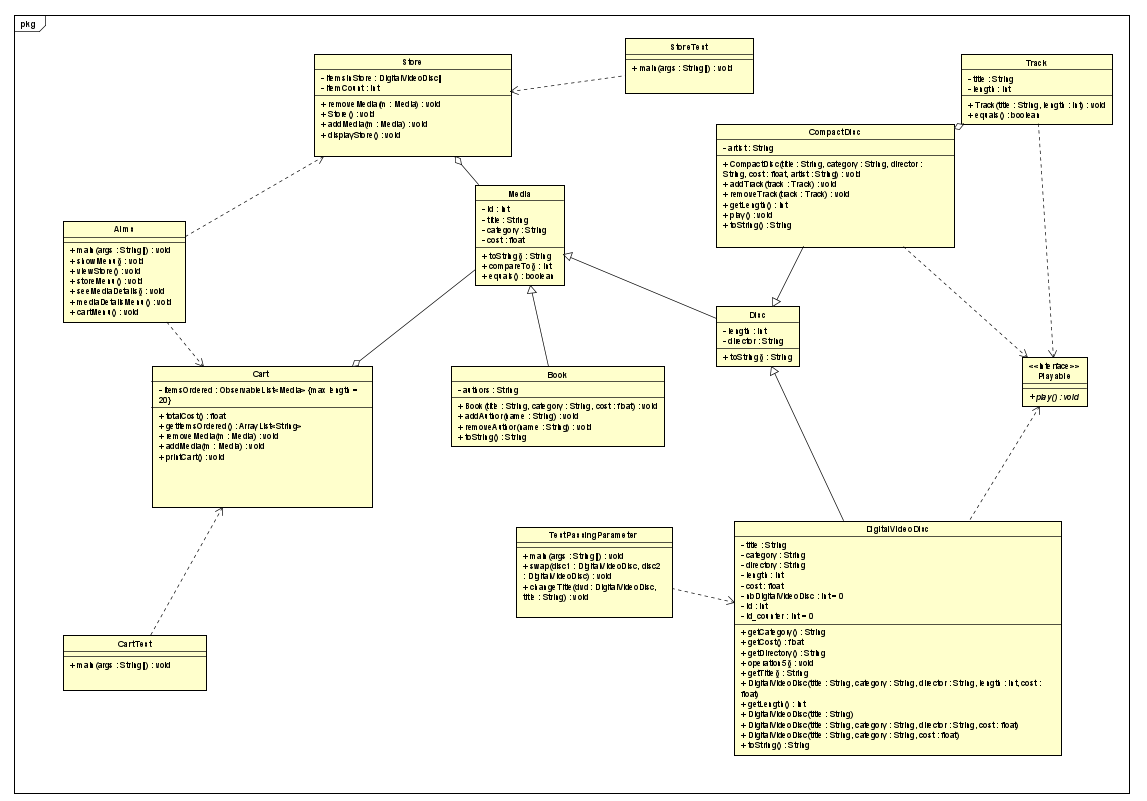 pkg
Store
- itemsInStore : DigitalVideoDisc[]
- itemCount : int
+ removeMedia(m : Media) : void
+ Store() : void
+ addMedia(m : Media) : void
+ displayStore() : void
StoreTest
+ main(args : String[]) : void
Track
- title : String
- length : int
+ Track(title : String, length : int) : void
+ equals() : boolean
CompactDisc
- artist : String
+ CompactDisc(title : String, category : String, director :
String, cost : float, artist : String) : void
+ addTrack(track : Track) : void
+ removeTrack(track : Track) : void
+ getLength() : int
+ play() : void
+ toString() : String
Media
- id : int
- title : String
- category : String
- cost : float
+ toString() : String
+ compareTo() : int
+ equals() : boolean
Aims
+ main(args : String[]) : void
+ showMenu() : void
+ viewStore() : void
+ storeMenu() : void
+ seeMediaDetails() : void
+ mediaDetailsMenu() : void
+ cartMenu() : void
Disc
- length : int
- director : String
+ toString() : String
<<interface>>
Playable
+ play() : void
Cart
- itemsOrdered : ObservableList<Media> {max length =
20}
+ totalCost() : float
+ getItemsOrdered() : ArrayList<String>
+ removeMedia(m : Media) : void
+ addMedia(m : Media) : void
+ printCart() : void
Book
- authors : String
+ Book(title : String, category : String, cost : float) : void
+ addAuthor(name : String) : void
+ removeAuthor(name : String) : void
+ toString() : String
TestPassingParameter
+ main(args : String[]) : void
+ swap(disc1 : DigitalVideoDisc, disc2
: DigitalVideoDisc) : void
+ changeTitle(dvd : DigitalVideoDisc,
title : String) : void
DigitalVideoDisc
- title : String
- category : String
- directory : String
- length : int
- cost : float
- nbDigitalVideoDisc : int = 0
- id : int
- id_counter : int = 0
+ getCategory() : String
+ getCost() : float
+ getDirectory() : String
+ operation5() : void
+ getTitle() : String
+ DigitalVideoDisc(title : String, category : String, director : String, length : int, cost :
float)
+ getLength() : int
+ DigitalVideoDisc(title : String)
+ DigitalVideoDisc(title : String, category : String, director : String, cost : float)
+ DigitalVideoDisc(title : String, category : String, cost : float)
+ toString() : String
CartTest
+ main(args : String[]) : void